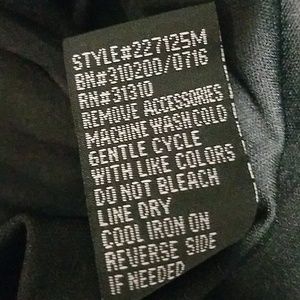 STYLE#227125M
BN#310200/0716
RN#31310
REMOVE ACCESSORIES
MACHINE WASH COLD
GENTLE CYCLE
WITH LIKE COLORS
DO NOT BLEACH
LINE DRY
COOL IRON ON
REVERSE SIDE
IF NEEDED